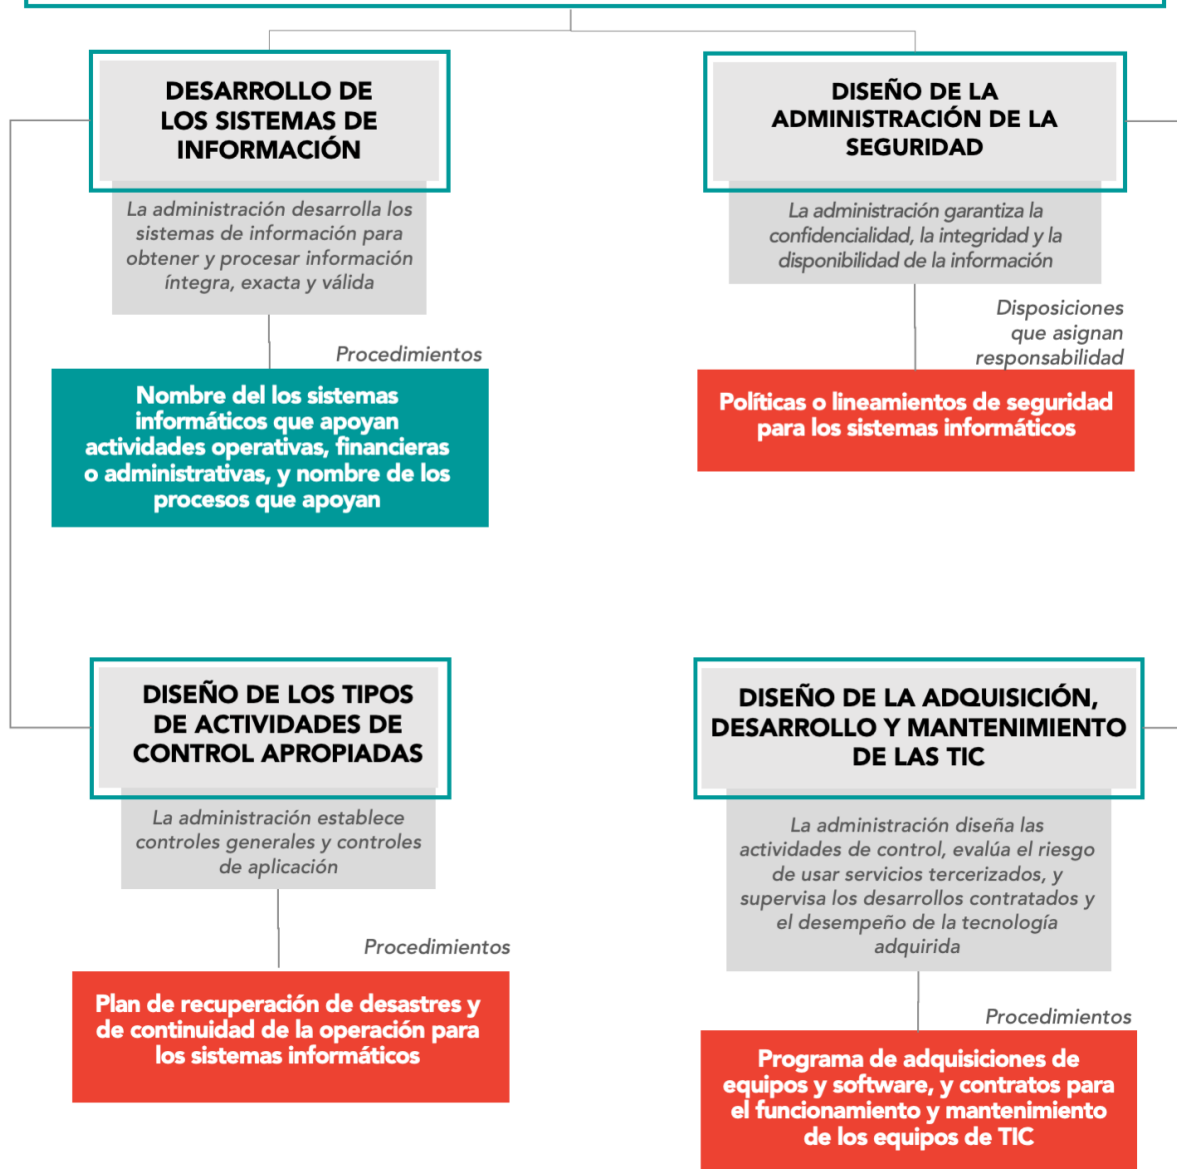 DESARROLLO DE
LOS SISTEMAS DE
INFORMACIÓN
La administración desarrolla los
sistemas de información para
obtener y procesar información
íntegra, exacta y válida
Procedimientos
Nombre del los sistemas
informáticos que apoyan
actividades operativas, financieras
o administrativas, y nombre de los
procesos que apoyan
DISEÑO DE LA
ADMINISTRACIÓN DE LA
SEGURIDAD
La administración garantiza la
confidencialidad, la integridad y la
disponibilidad de la información
Disposiciones
que asignan
responsabilidad
Políticas o lineamientos de seguridad
para los sistemas informáticos
DISEÑO DE LOS TIPOS
DE ACTIVIDADES DE
CONTROL APROPIADAS
La administración establece
controles generales y controles
de aplicación
Procedimientos
Plan de recuperación de desastres y
de continuidad de la operación para
los sistemas informáticos
DISEÑO DE LA ADQUISICIÓN,
DESARROLLO Y MANTENIMIENTO
DE LAS TIC
La administración diseña las
actividades de control, evalúa el riesgo
de usar servicios tercerizados, y
supervisa los desarrollos contratados y
el desempeño de la tecnología
adquirida
Procedimientos
Programa de adquisiciones de
equipos y software, y contratos para
el funcionamiento y mantenimiento
de los equipos de TIC